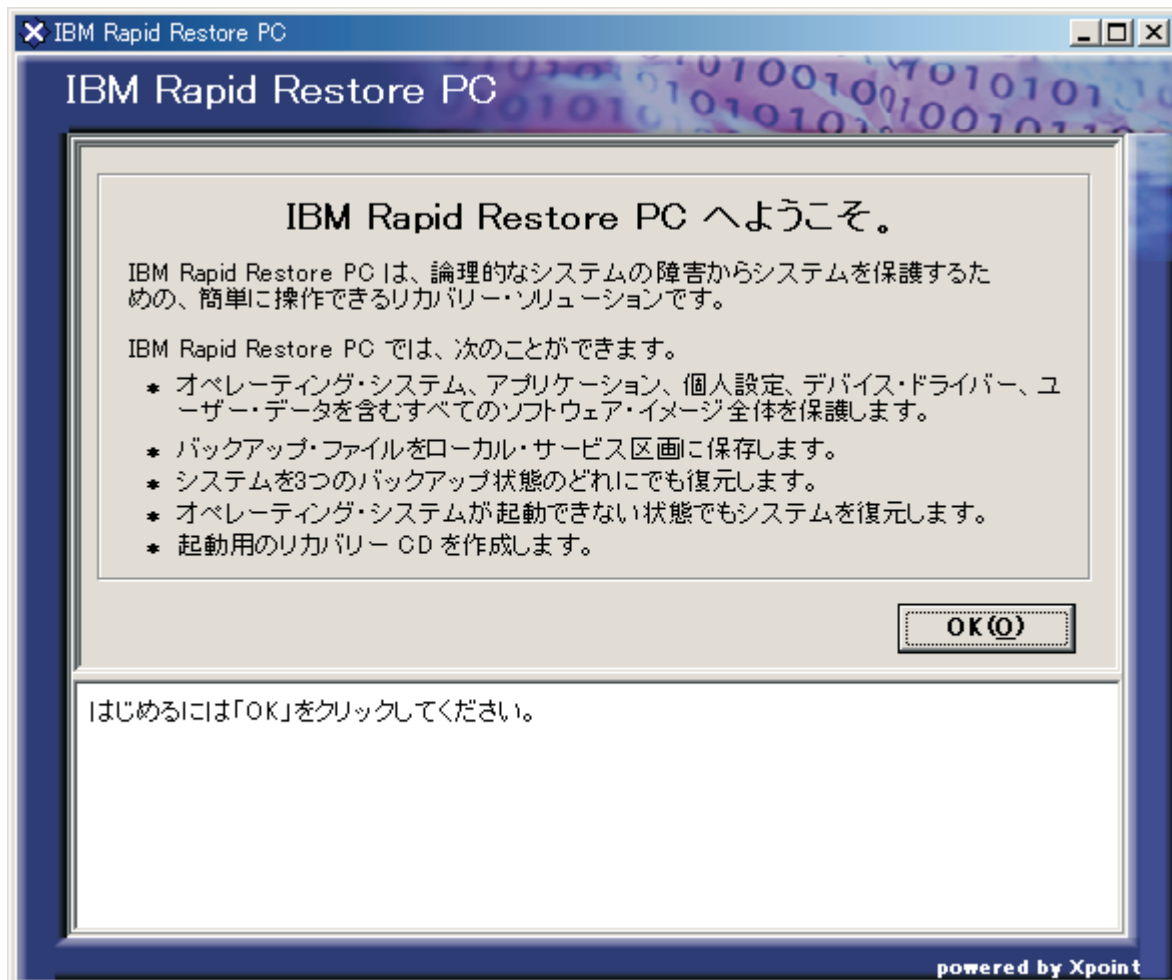 IBM Rapid Restore PC
IBM Rapid Restore PC
IBM Rapid Restore PC へようこそ。
IBM Rapid Restore PC は、論理的なシステムの障害からシステムを保護するた
めの、簡単に操作できるリカバリー・ソリューションです。
IBM Rapid Restore PC では、次のことができます。
* オペレーティング・システム、アプリケーション、個人設定、デバイス・ドライバー、ユ
ーザー・データを含むすべてのソフトウェア・イメージ全体を保護します。
* バックアップ・ファイルをローカル・サービス区画に保存します。
* システムを3つのバックアップ状態のどれにでも復元します。
* オペレーティング・システムが起動できない状態でもシステムを復元します。
* 起動用のリカバリー CD を作成します。
OK(O)
はじめるには「OK」をクリックしてください。
powered by Xpoint